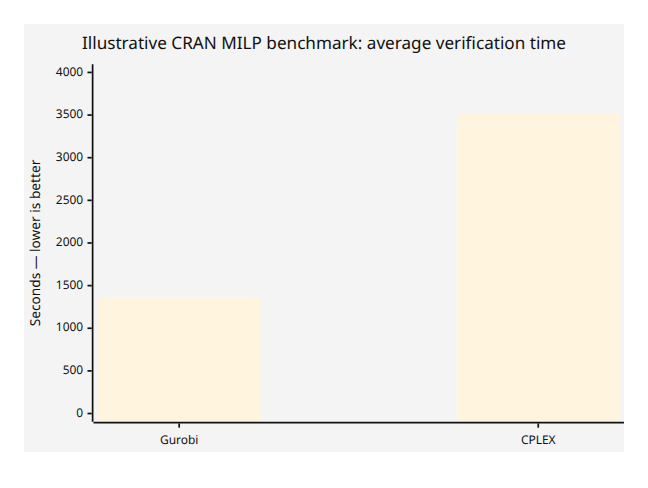 Illustrative CRAN MILP benchmark: average verification time
Seconds — lower is better
4000
3500
3000
2500
2000
1500
1000
500
0
Gurobi
CPLEX